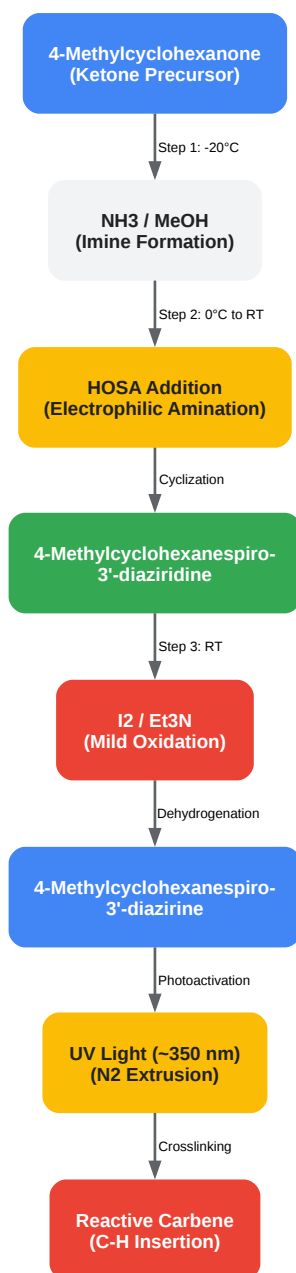 4-Methylcyclohexanone
(Ketone Precursor)
Step 1: -20°C
NH3 / MeOH
(Imine Formation)
Step 2: 0°C to RT
HOSA Addition
(Electrophilic Amination)
Cyclization
4-Methylcyclohexanespiro-
3'-diaziridine
Step 3: RT
I2 / Et3N
(Mild Oxidation)
Dehydrogenation
4-Methylcyclohexanespiro-
3'-diazirine
Photoactivation
UV Light (~350 nm)
(N2 Extrusion)
Crosslinking
Reactive Carbene
(C-H Insertion)